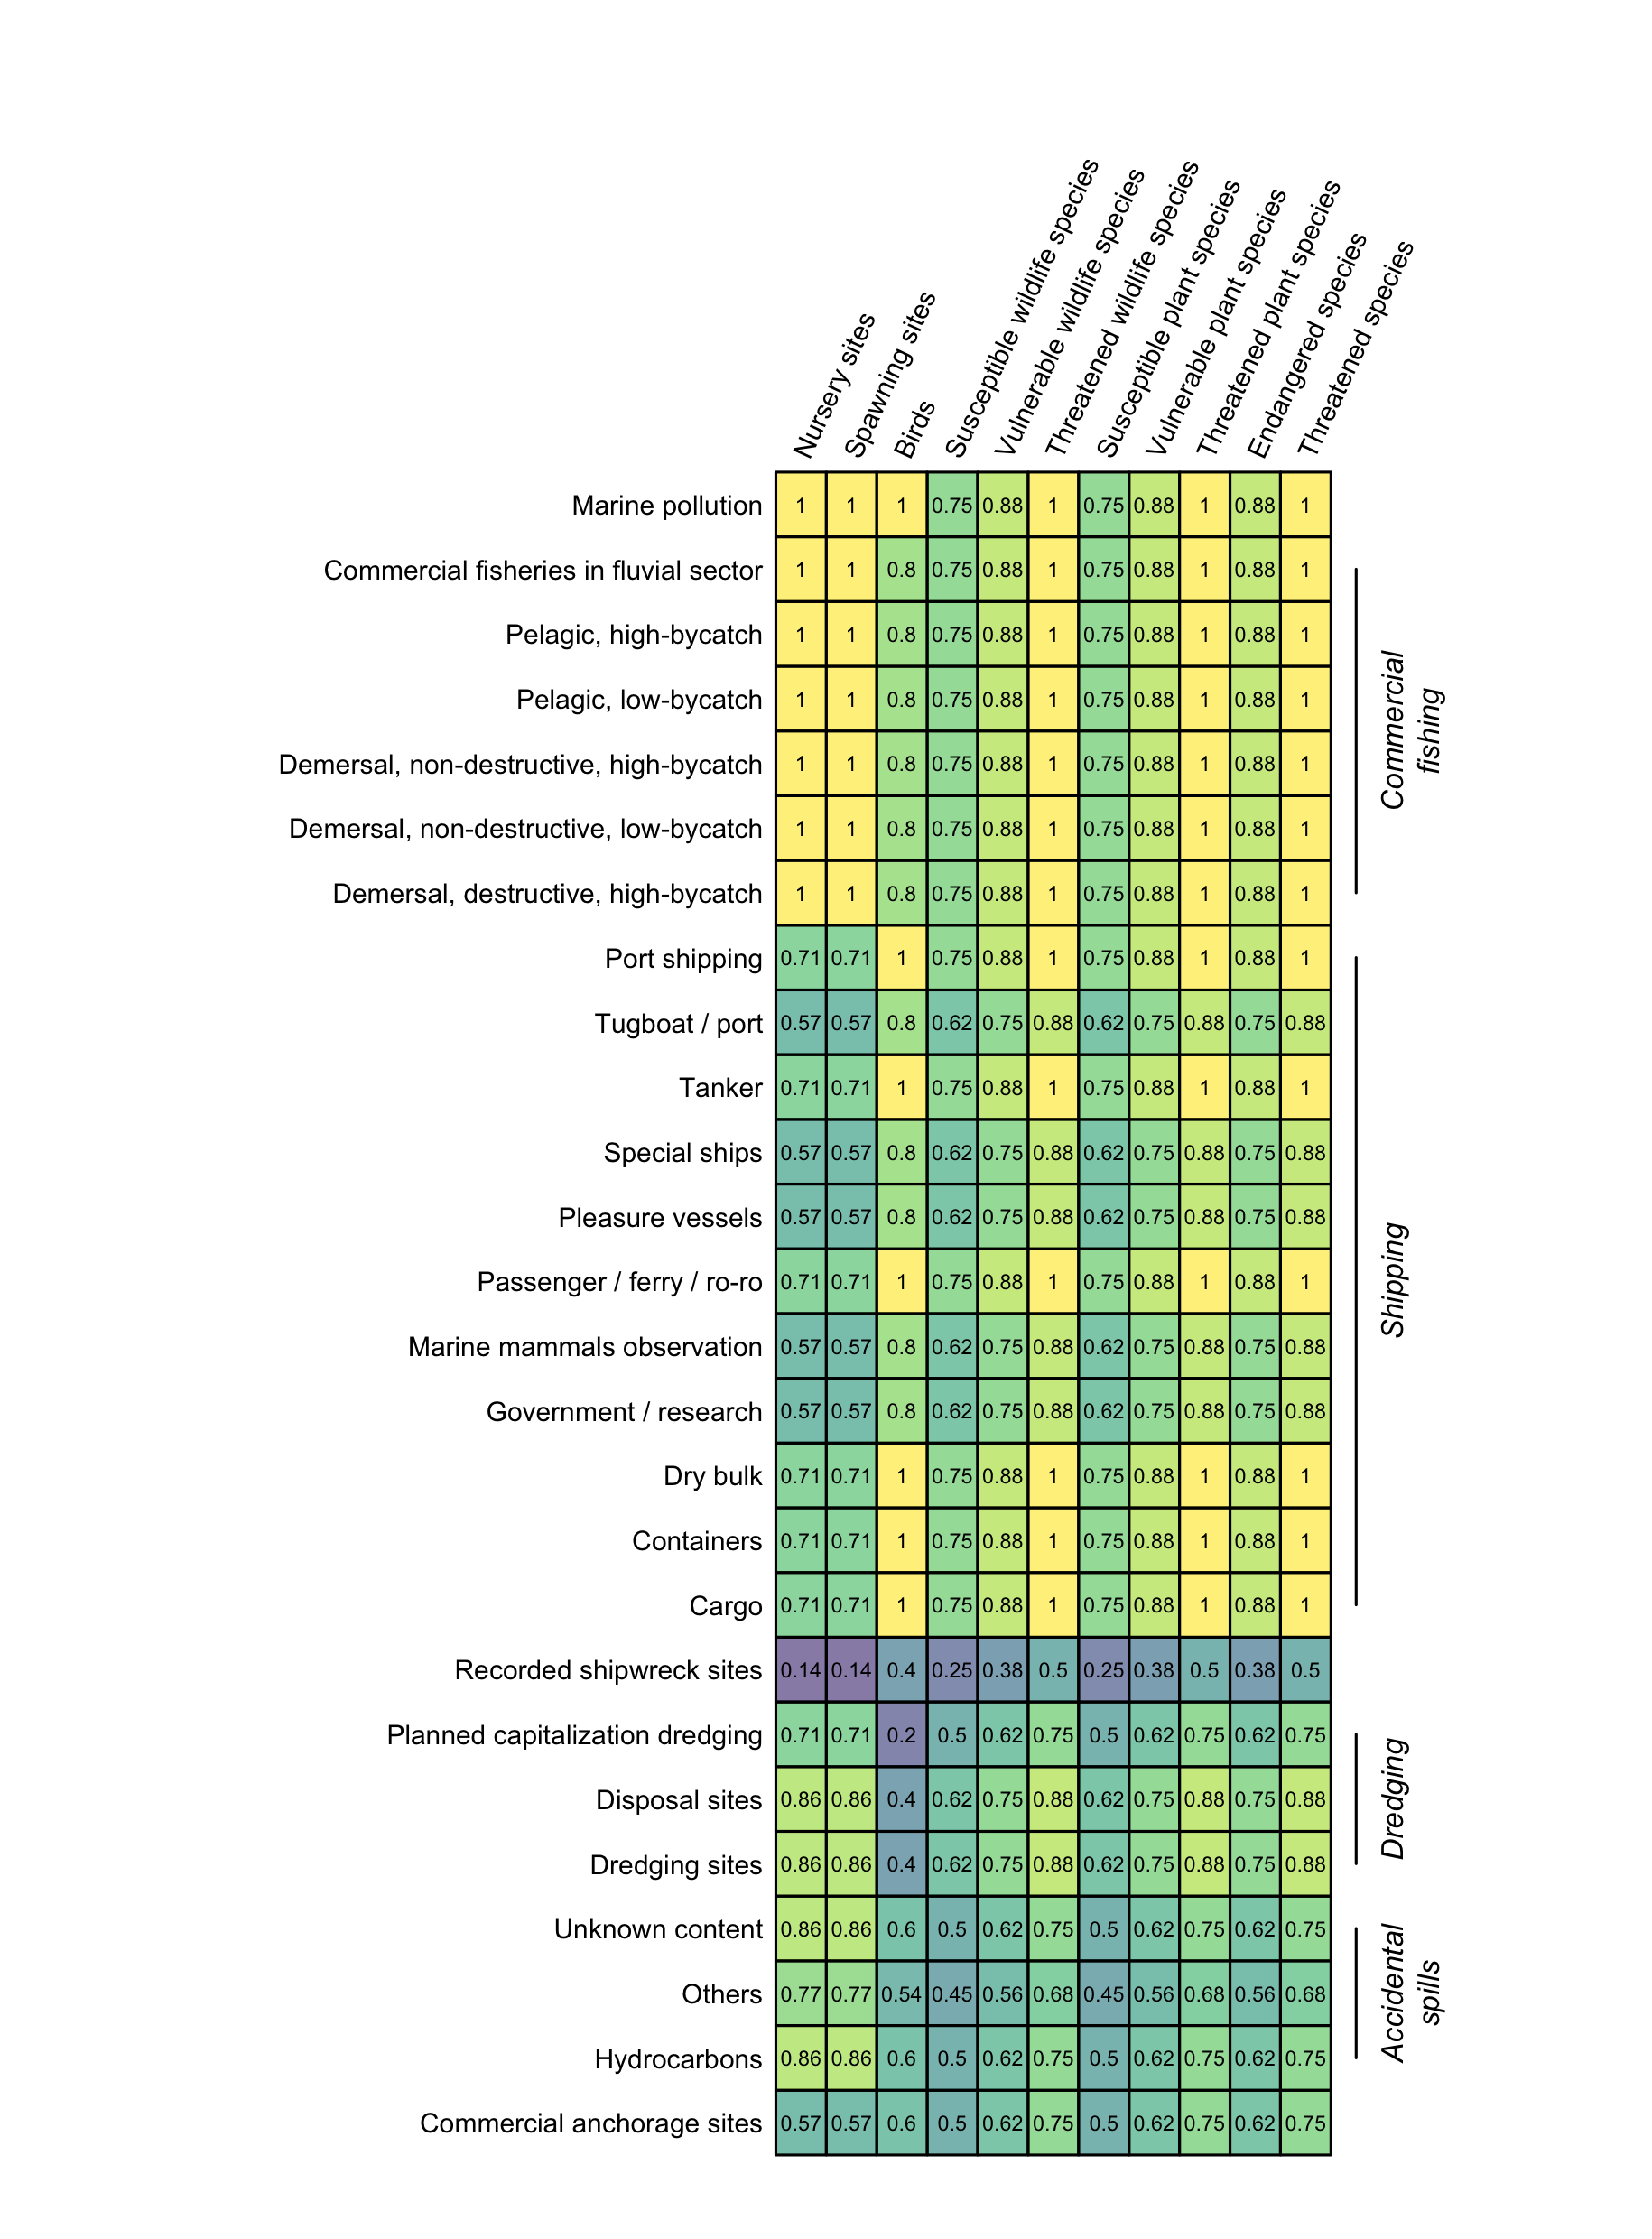 Nursery sites
Spawning sites
Birds
Susceptible wildlife species
Vulnerable wildlife species
Threatened wildlife species
Susceptible plant species
Vulnerable plant species
Threatened plant species
Endangered species
Threatened species
Marine pollution 1 1 1 0.75 0.88 1 0.75 0.88 1 0.88 1
Commercial fisheries in fluvial sector 1 1 0.8 0.75 0.88 1 0.75 0.88 1 0.88 1
Pelagic, high-bycatch 1 1 0.8 0.75 0.88 1 0.75 0.88 1 0.88 1
Pelagic, low-bycatch 1 1 0.8 0.75 0.88 1 0.75 0.88 1 0.88 1
Demersal, non-destructive, high-bycatch 1 1 0.8 0.75 0.88 1 0.75 0.88 1 0.88 1
Demersal, non-destructive, low-bycatch 1 1 0.8 0.75 0.88 1 0.75 0.88 1 0.88 1
Demersal, destructive, high-bycatch 1 1 0.8 0.75 0.88 1 0.75 0.88 1 0.88 1
Commercial
fishing
Port shipping 0.71 0.71 1 0.75 0.88 1 0.75 0.88 1 0.88 1
Tugboat / port 0.57 0.57 0.8 0.62 0.75 0.88 0.62 0.75 0.88 0.75 0.88
Tanker 0.71 0.71 1 0.75 0.88 1 0.75 0.88 1 0.88 1
Special ships 0.57 0.57 0.8 0.62 0.75 0.88 0.62 0.75 0.88 0.75 0.88
Pleasure vessels 0.57 0.57 0.8 0.62 0.75 0.88 0.62 0.75 0.88 0.75 0.88
Passenger / ferry / ro-ro 0.71 0.71 1 0.75 0.88 1 0.75 0.88 1 0.88 1
Marine mammals observation 0.57 0.57 0.8 0.62 0.75 0.88 0.62 0.75 0.88 0.75 0.88
Government / research 0.57 0.57 0.8 0.62 0.75 0.88 0.62 0.75 0.88 0.75 0.88
Dry bulk 0.71 0.71 1 0.75 0.88 1 0.75 0.88 1 0.88 1
Containers 0.71 0.71 1 0.75 0.88 1 0.75 0.88 1 0.88 1
Cargo 0.71 0.71 1 0.75 0.88 1 0.75 0.88 1 0.88 1
Shipping
Recorded shipwreck sites 0.14 0.14 0.4 0.25 0.38 0.5 0.25 0.38 0.5 0.38 0.5
Planned capitalization dredging 0.71 0.71 0.2 0.5 0.62 0.75 0.5 0.62 0.75 0.62 0.75
Disposal sites 0.86 0.86 0.4 0.62 0.75 0.88 0.62 0.75 0.88 0.75 0.88
Dredging sites 0.86 0.86 0.4 0.62 0.75 0.88 0.62 0.75 0.88 0.75 0.88
Dredging
Unknown content 0.86 0.86 0.6 0.5 0.62 0.75 0.5 0.62 0.75 0.62 0.75
Others 0.77 0.77 0.54 0.45 0.56 0.68 0.45 0.56 0.68 0.56 0.68
Hydrocarbons 0.86 0.86 0.6 0.5 0.62 0.75 0.5 0.62 0.75 0.62 0.75
Accidental
spills
Commercial anchorage sites 0.57 0.57 0.6 0.5 0.62 0.75 0.5 0.62 0.75 0.62 0.75